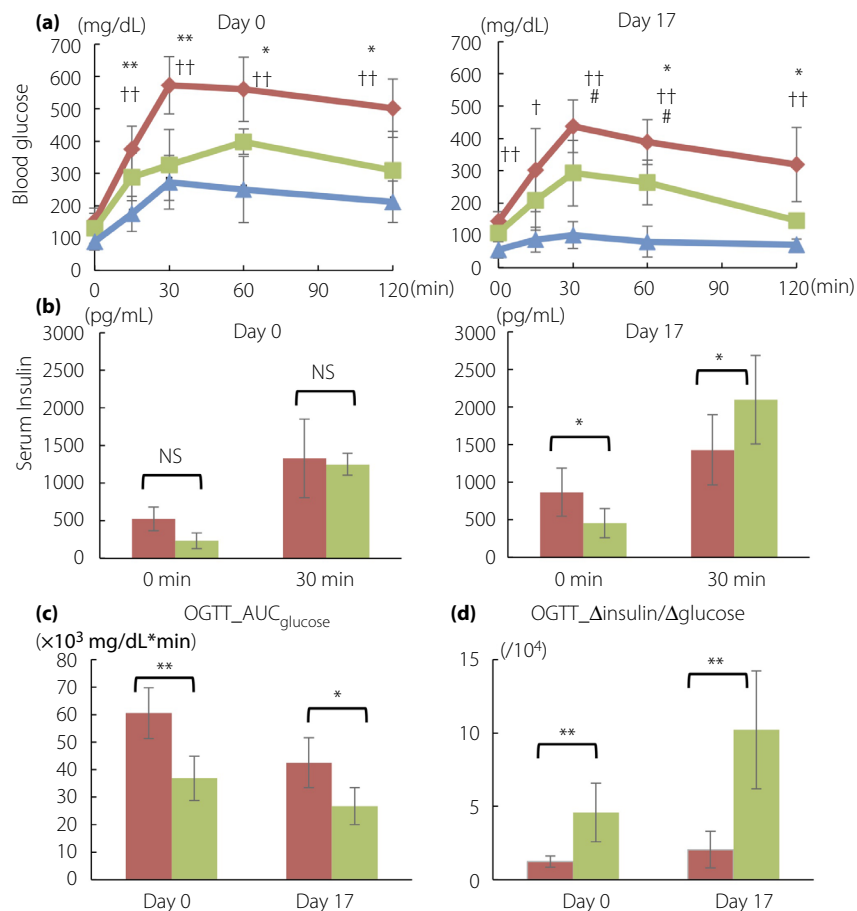 (a)
(mg/dL)
Day 0
Blood glucose
700
600
500
400
300
200
100
0
**
††
**
††
*
††
*
††
0
30
60
90
120
(min)
(mg/dL)
Day 17
700
600
500
400
300
200
100
0
††
†
††
#
*
††
#
*
††
0
30
60
90
120
(min)
(b)
(pg/mL)
Day 0
Serum Insulin
3000
2500
2000
1500
1000
500
0
NS
NS
0 min
30 min
(pg/mL)
Day 17
3000
2500
2000
1500
1000
500
0
*
*
0 min
30 min
(c)
OGTT_AUCglucose
(×10³ mg/dL*min)
80
70
60
50
40
30
20
10
0
**
*
Day 0
Day 17
(d)
OGTT_Δinsulin/Δglucose
(/10⁴)
15
10
5
0
**
**
Day 0
Day 17